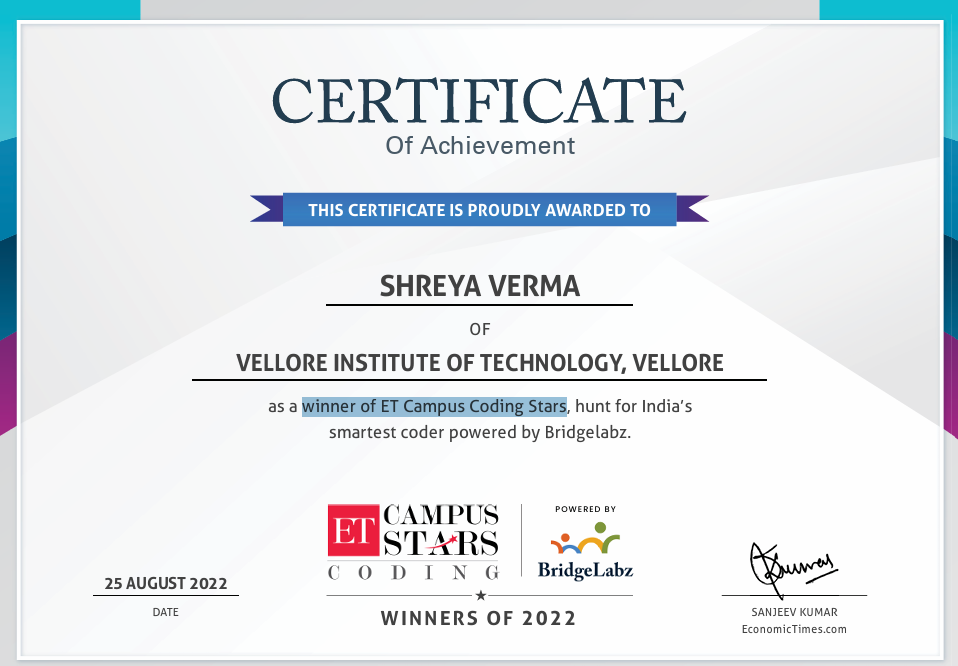 CERTIFICATE
Of Achievement
THIS CERTIFICATE IS PROUDLY AWARDED TO
SHREYA VERMA
OF
VELLORE INSTITUTE OF TECHNOLOGY, VELLORE
as a winner of ET Campus Coding Stars, hunt for India's
smartest coder powered by Bridgelabz.
ET CAMPUS
STARS
CODING
POWERED BY
BridgeLabz
WINNERS OF 2022
25 AUGUST 2022
DATE
SANJEEV KUMAR
EconomicTimes.com